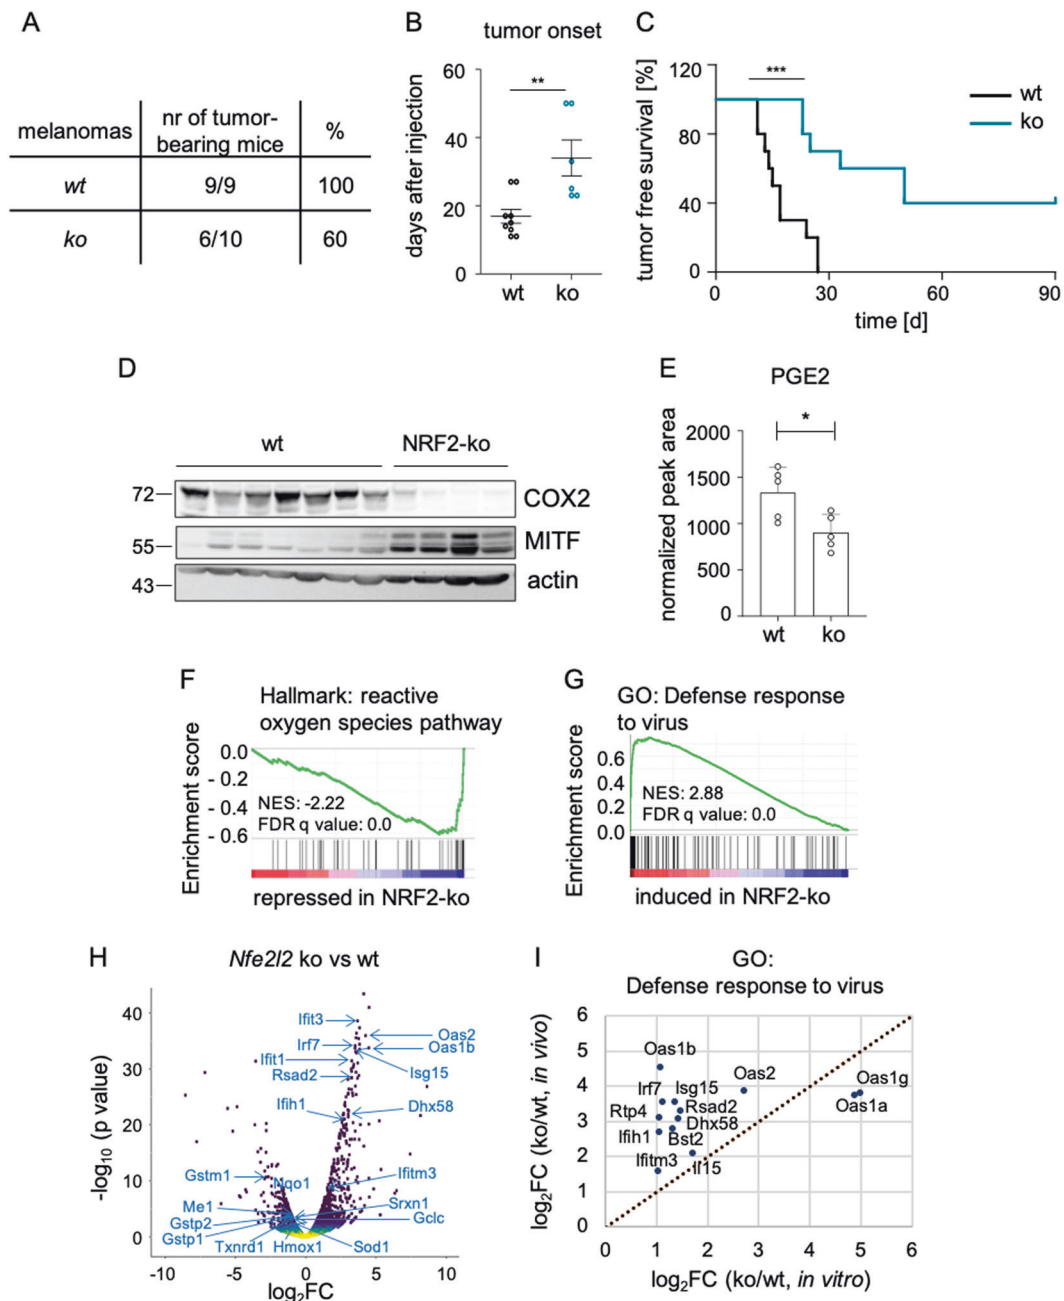 A
melanomas
nr of tumor-
bearing mice
%
wt
9/9
100
ko
6/10
60
B
tumor onset
days after injection
60
40
20
0
**
wt
ko
C
tumor free survival [%]
120
80
40
0
***
wt
ko
0
30
60
90
time [d]
D
wt
NRF2-ko
72
COX2
55
MITF
43
actin
E
PGE2
normalized peak area
2000
1500
1000
500
0
*
wt
ko
F
Hallmark: reactive
oxygen species pathway
Enrichment score
0.0
- 0.2
- 0.4
- 0.6
NES: -2.22
FDR q value: 0.0
repressed in NRF2-ko
G
GO: Defense response
to virus
Enrichment score
0.6
0.4
0.2
0.0
NES: 2.88
FDR q value: 0.0
induced in NRF2-ko
H
Nfe2l2 ko vs wt
-log10 (p value)
40
30
20
10
0
Ifit3
Oas2
Irf7
Oas1b
Ifit1
Isg15
Rsad2
Ifih1
Dhx58
Gstm1
Nqo1
Ifitm3
Me1
Srxn1
Gstp2
Gclc
Gstp1
Txnrd1
Hmox1
Sod1
-10
-5
0
5
10
log2FC
I
GO:
Defense response to virus
log2FC (ko/wt, in vivo)
6
5
4
3
2
1
0
Oas1b
Irf7
Isg15
Oas2
Oas1g
Rtp4
Rsad2
Oas1a
Dhx58
Ifih1
Bst2
Ifitm3
Il15
0
1
2
3
4
5
6
log2FC (ko/wt, in vitro)